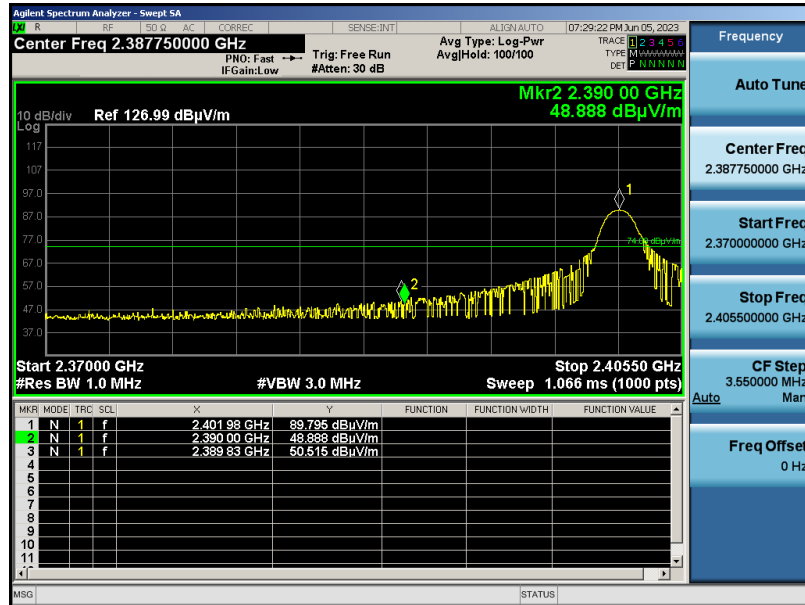 Agilent Spectrum Analyzer - Swept SA
LXI R RF 50 Ω AC CORREC SENSE:INT ALIGN AUTO 07:29:22 PM Jun 05, 2023
Center Freq 2.387750000 GHz
PNO: Fast
IFGain:Low
Trig: Free Run
#Atten: 30 dB
Avg Type: Log-Pwr
Avg|Hold: 100/100
TRACE 1 2 3 4 5 6
TYPE M
DET P N N N N N
Frequency
Mkr2 2.390 00 GHz
48.888 dBµV/m
10 dB/div Ref 126.99 dBµV/m
Log
117
107
97.0
87.0
77.0
67.0
57.0
47.0
37.0
1
2
74.00 dBµV/m
Start 2.37000 GHz Stop 2.40550 GHz
#Res BW 1.0 MHz #VBW 3.0 MHz Sweep 1.066 ms (1000 pts)
MKR MODE TRC SCL X Y FUNCTION FUNCTION WIDTH FUNCTION VALUE
1 N 1 f 2.401 98 GHz 89.795 dBµV/m
2 N 1 f 2.390 00 GHz 48.888 dBµV/m
3 N 1 f 2.389 83 GHz 50.515 dBµV/m
4
5
6
7
8
9
10
11
Auto Tune
Center Freq
2.387750000 GHz
Start Freq
2.370000000 GHz
Stop Freq
2.405500000 GHz
CF Step
3.550000 MHz
Auto Man
Freq Offset
0 Hz
MSG STATUS